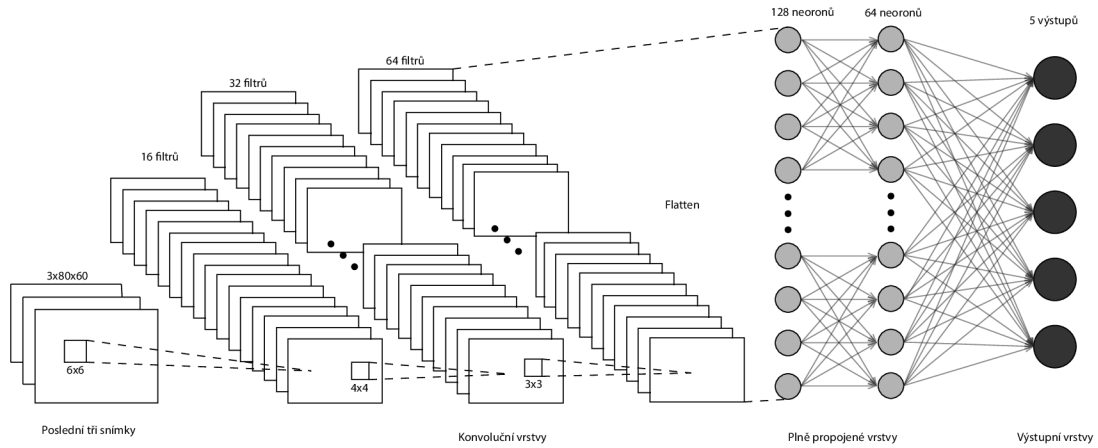 128 neoronů
64 neoronů
5 výstupů
64 filtrů
32 filtrů
16 filtrů
Flatten
3x80x60
6x6
4x4
3x3
Poslední tři snímky
Konvoluční vrstvy
Plně propojené vrstvy
Výstupní vrstvy